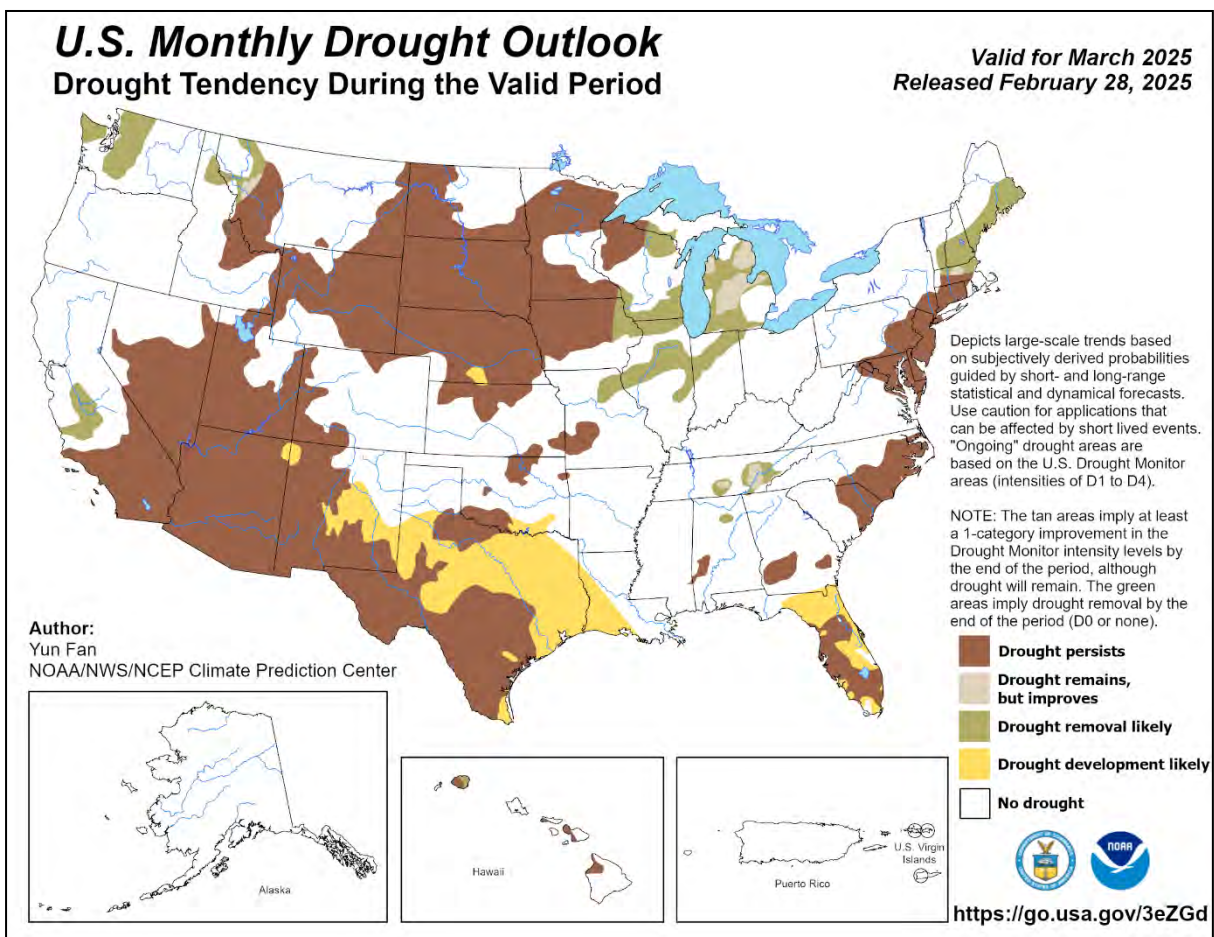 U.S. Monthly Drought Outlook
Drought Tendency During the Valid Period
Valid for March 2025
Released February 28, 2025
Depicts large-scale trends based
on subjectively derived probabilities
guided by short- and long-range
statistical and dynamical forecasts.
Use caution for applications that
can be affected by short lived events.
"Ongoing" drought areas are
based on the U.S. Drought Monitor
areas (intensities of D1 to D4).
NOTE: The tan areas imply at least
a 1-category improvement in the
Drought Monitor intensity levels by
the end of the period, although
drought will remain. The green
areas imply drought removal by the
end of the period (D0 or none).
Author:
Yun Fan
NOAA/NWS/NCEP Climate Prediction Center
Drought persists
Drought remains,
but improves
Drought removal likely
Drought development likely
No drought
Alaska
Hawaii
Puerto Rico
U.S. Virgin
Islands
NOAA
https://go.usa.gov/3eZGd